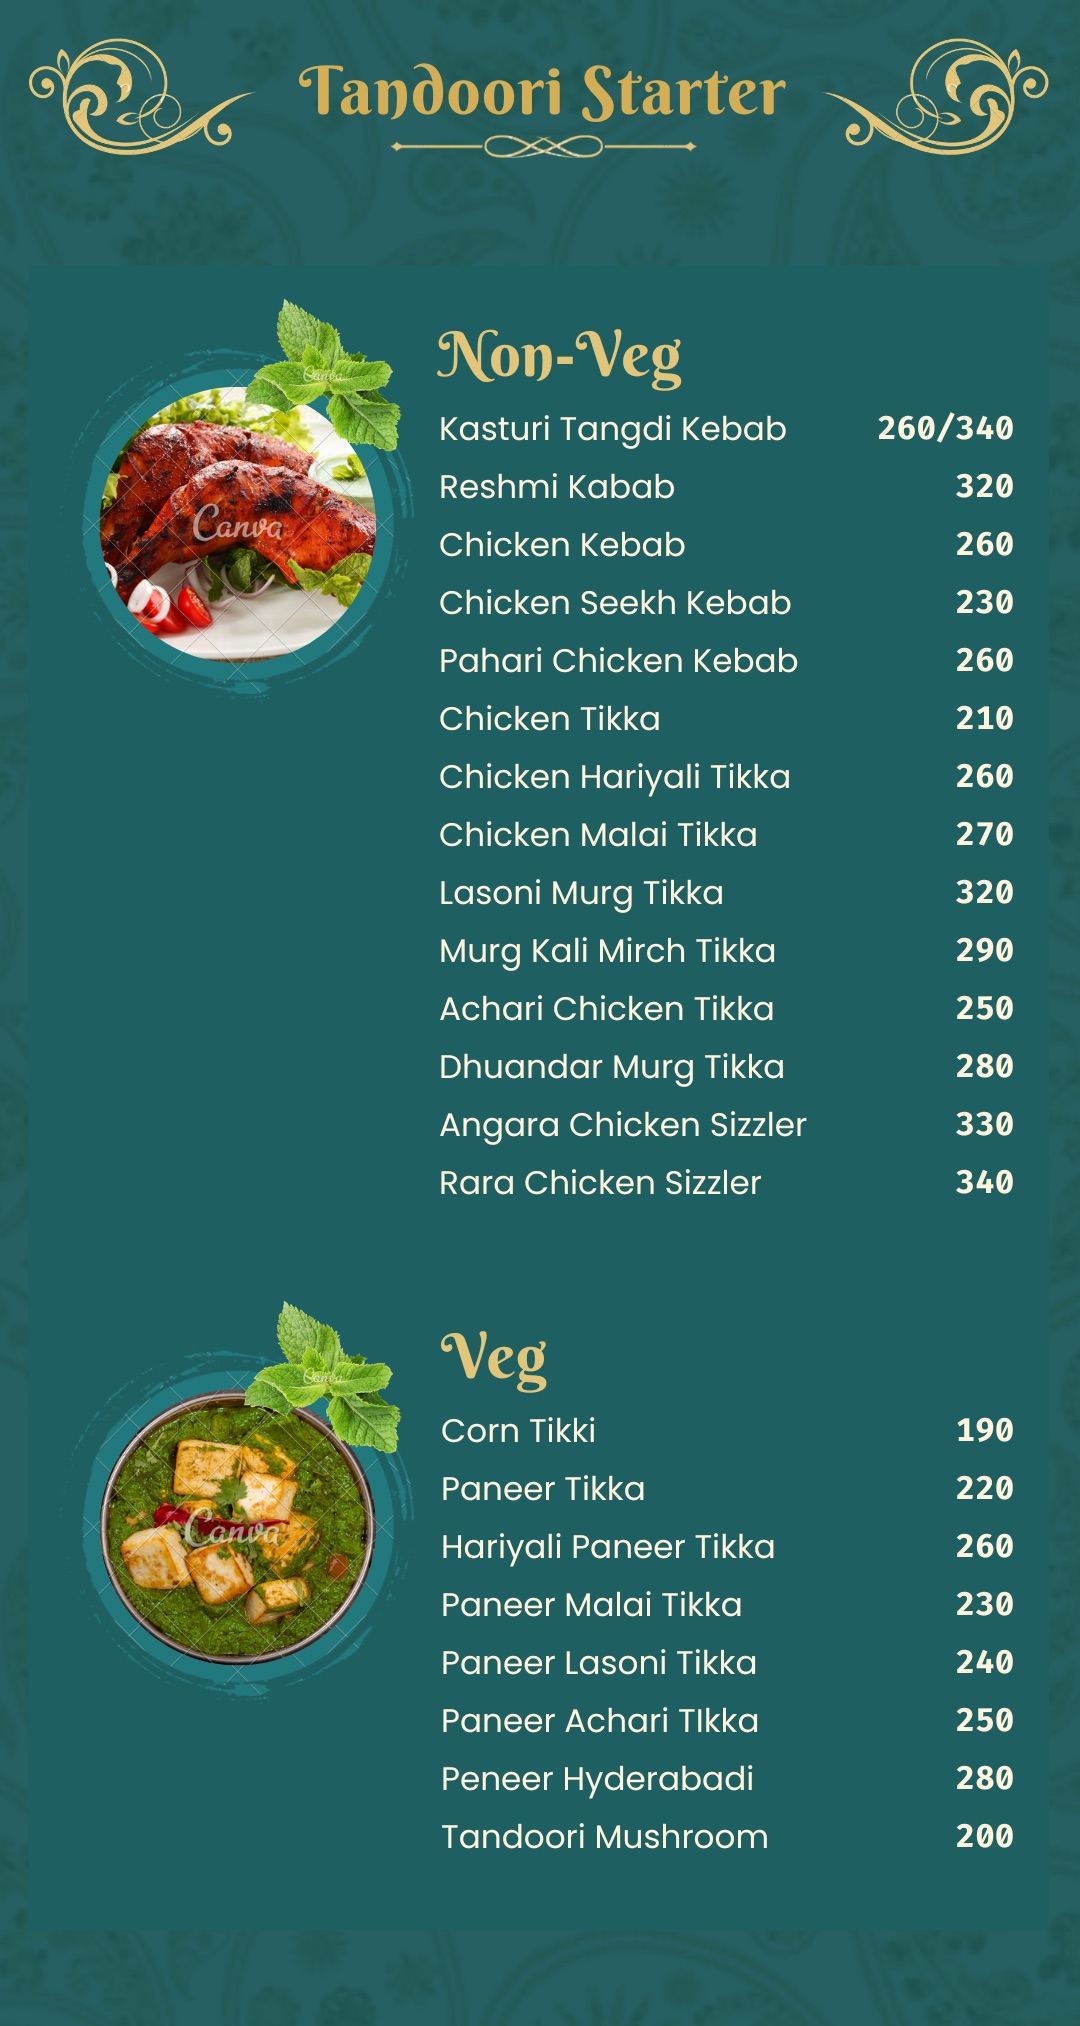 Tandoori Starter
Non-Veg
Kasturi Tangdi Kebab 260/340
Reshmi Kabab 320
Chicken Kebab 260
Chicken Seekh Kebab 230
Pahari Chicken Kebab 260
Chicken Tikka 210
Chicken Hariyali Tikka 260
Chicken Malai Tikka 270
Lasoni Murg Tikka 320
Murg Kali Mirch Tikka 290
Achari Chicken Tikka 250
Dhuandar Murg Tikka 280
Angara Chicken Sizzler 330
Rara Chicken Sizzler 340
Canva
Canva
Veg
Corn Tikki 190
Paneer Tikka 220
Hariyali Paneer Tikka 260
Paneer Malai Tikka 230
Paneer Lasoni Tikka 240
Paneer Achari TIkka 250
Peneer Hyderabadi 280
Tandoori Mushroom 200
Canva
Canva